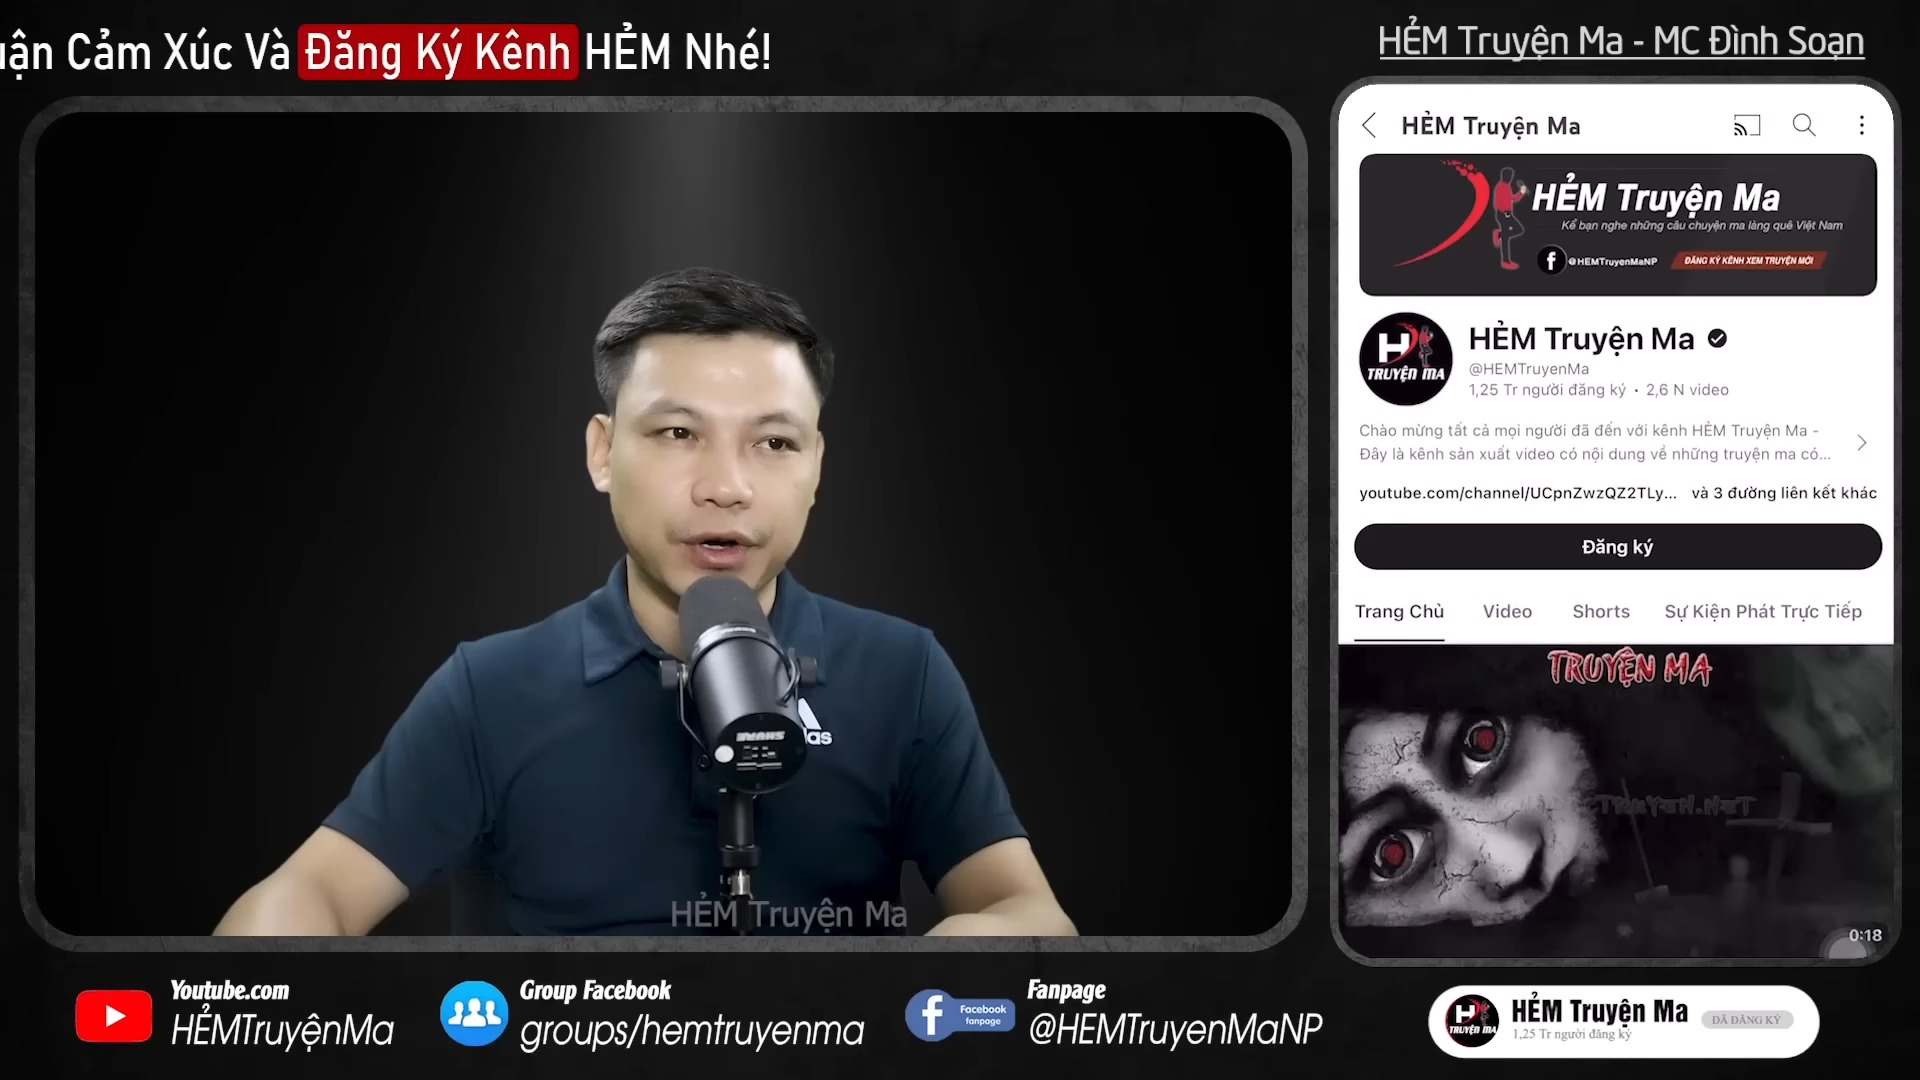 Cảm Xúc Và Đăng Ký Kênh HẺM Nhé!
HẺM Truyện Ma - MC Đình Soạn
HẺM Truyện Ma
HẺM Truyện Ma
Kể bạn nghe những câu chuyện ma làng quê Việt Nam
@HEMTruyenMaNP
ĐĂNG KÝ KÊNH XEM TRUYỆN MỚI
H
TRUYỆN MA
HẺM Truyện Ma
@HEMTruyenMa
1,25 Tr người đăng ký • 2,6 N video
Chào mừng tất cả mọi người đã đến với kênh HẺM Truyện Ma -
Đây là kênh sản xuất video có nội dung về những truyện ma có...
youtube.com/channel/UCpnZwzQZ2TLy... và 3 đường liên kết khác
Đăng ký
Trang Chủ Video Shorts Sự Kiện Phát Trực Tiếp
TRUYỆN MA
0:18
SHURE
HẺM Truyện Ma
Youtube.com
HẺMTruyệnMa
Group Facebook
groups/hemtruyenma
Facebook
fanpage
Fanpage
@HEMTruyenMaNP
H
TRUYỆN MA
HẺM Truyện Ma
1,25 Tr người đăng ký
ĐÃ ĐĂNG KÝ